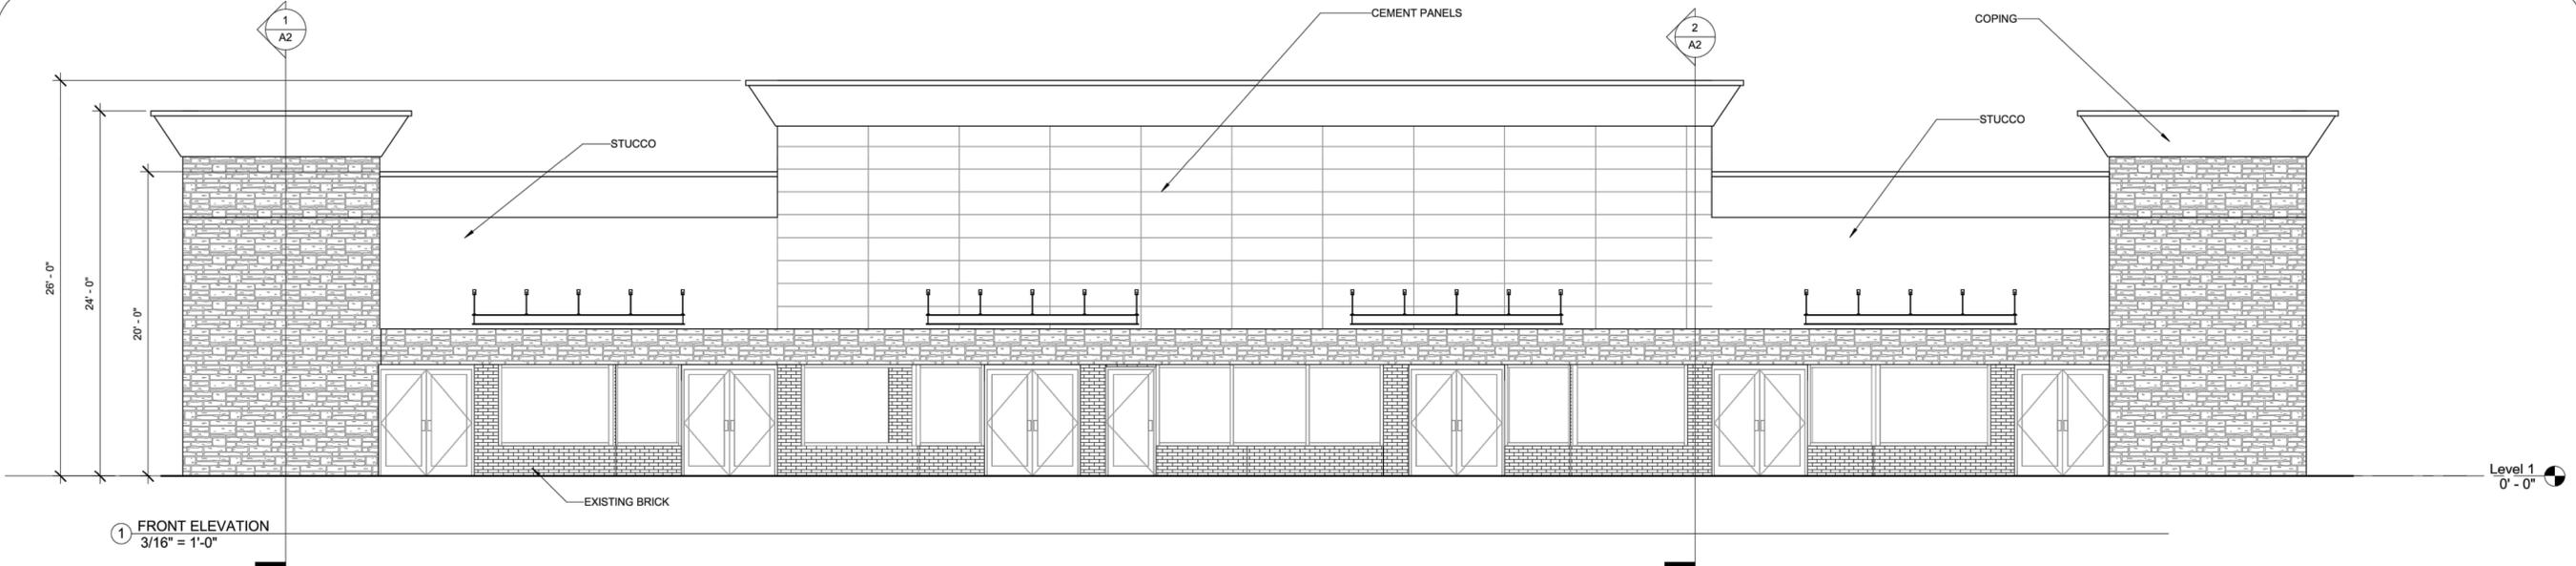 1
A2
CEMENT PANELS
2
A2
COPING
STUCCO
STUCCO
26' - 0"
24' - 0"
20' - 0"
EXISTING BRICK
Level 1
0' - 0"
1
FRONT ELEVATION
3/16" = 1'-0"